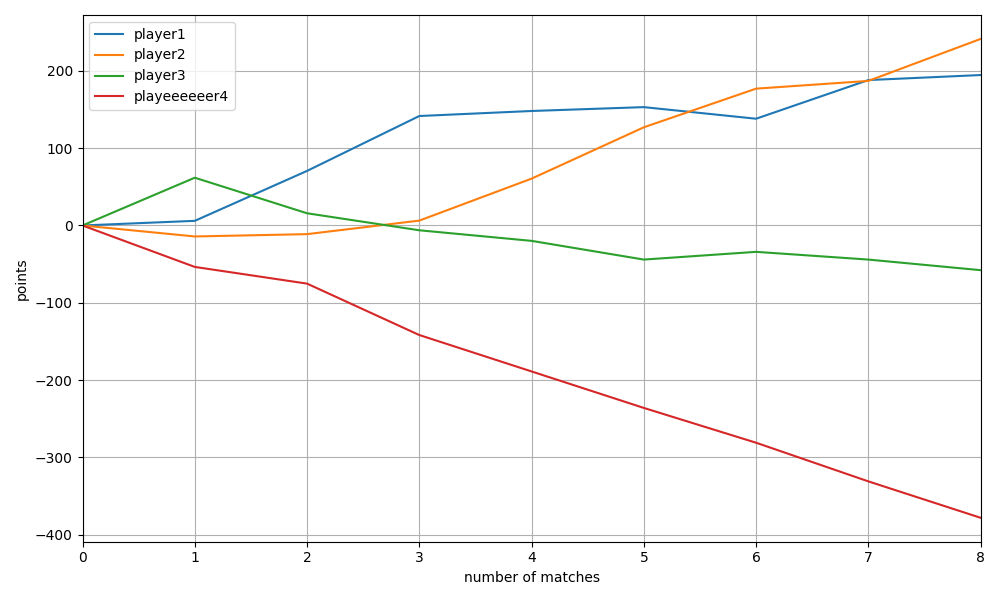 player1
player2
player3
playeeeeeer4
200
100
0
−100
−200
−300
−400
points
0 1 2 3 4 5 6 7 8
number of matches